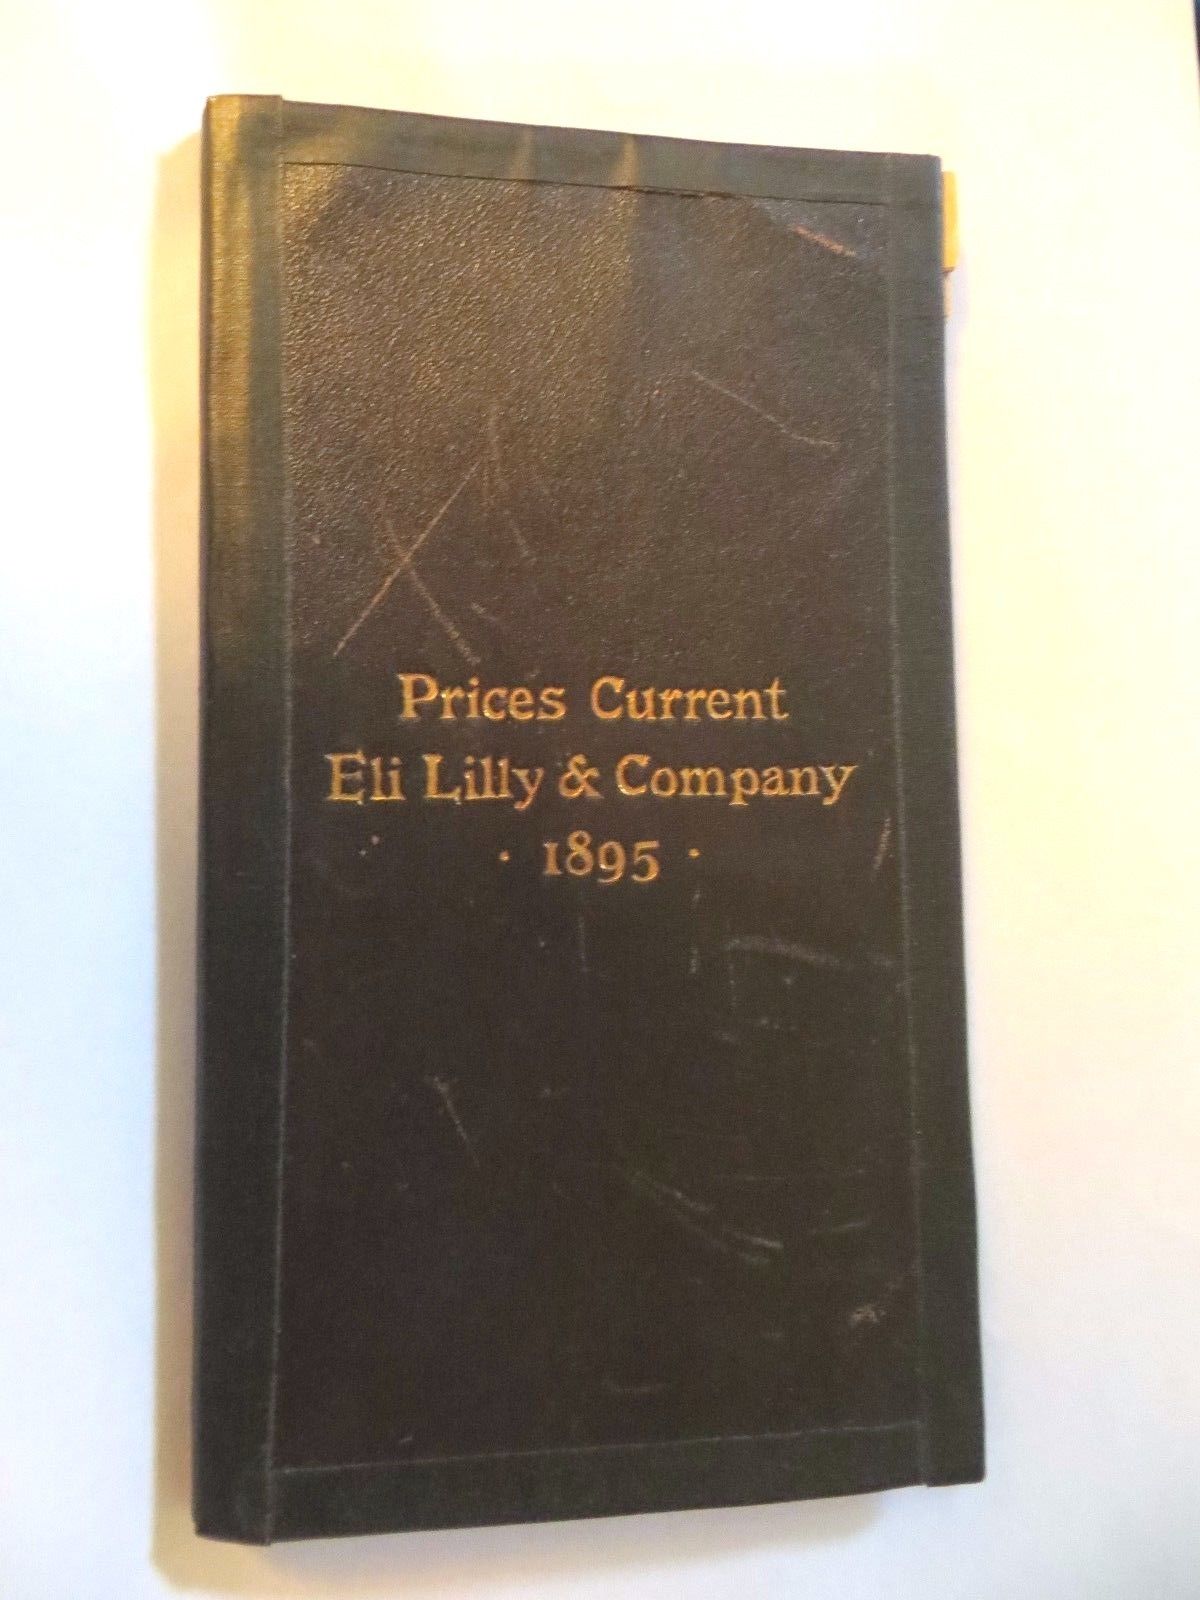 Prices Current
Eli Lilly & Company
· 1895 ·